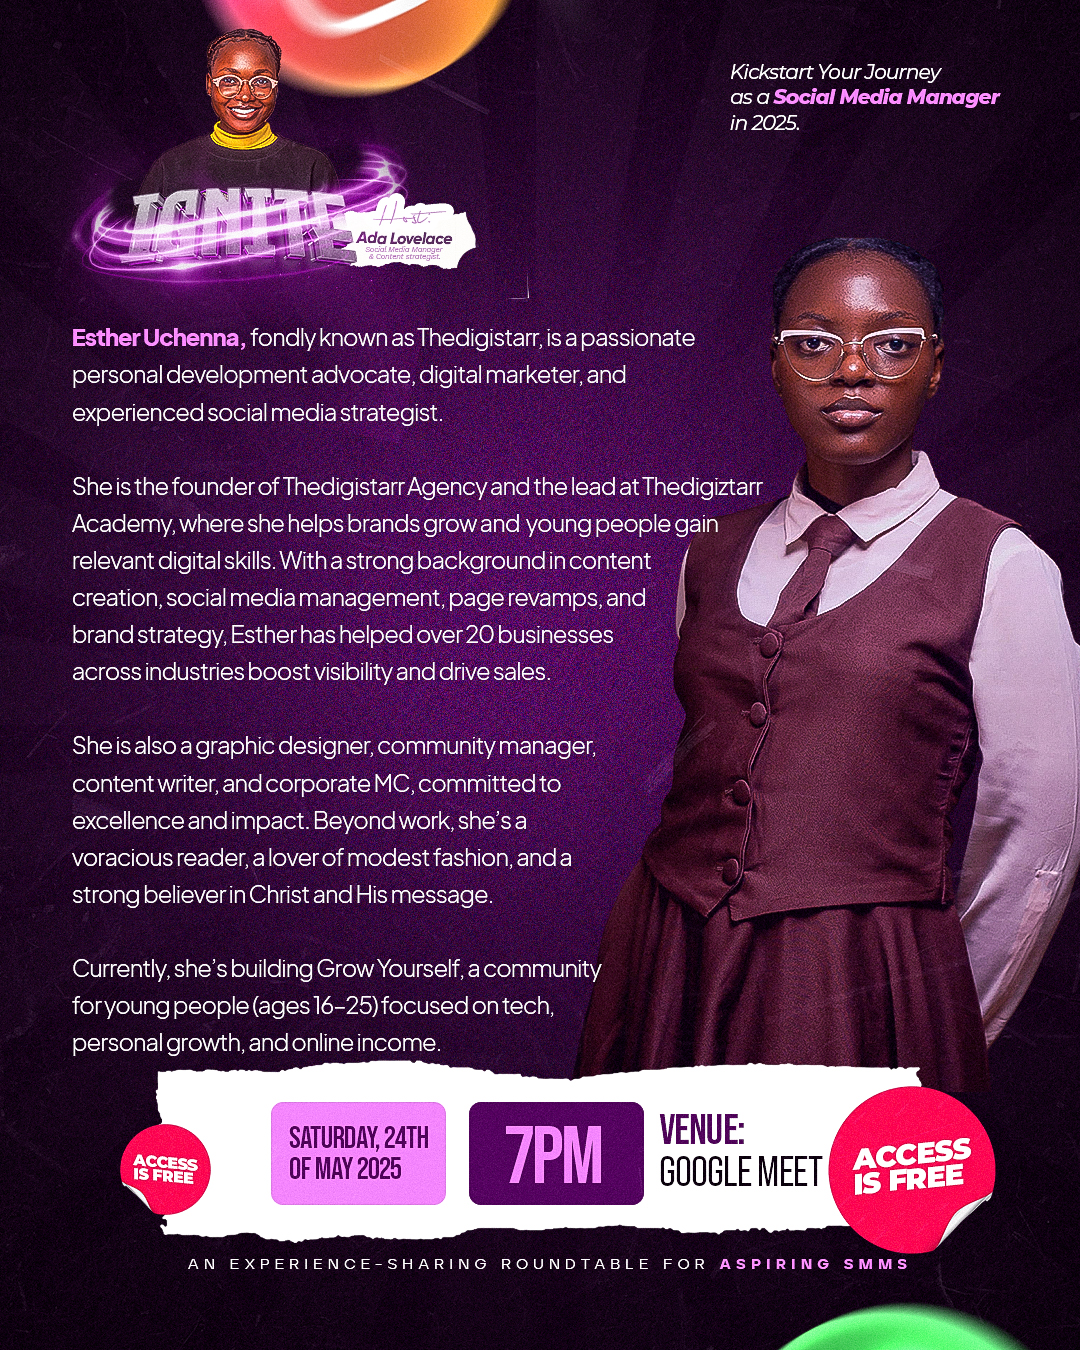 Kickstart Your Journey
as a Social Media Manager
in 2025.
IGNITE
Host:
Ada Lovelace
Social Media Manager
& Content strategist.
Esther Uchenna, fondly known as Thedigistarr, is a passionate
personal development advocate, digital marketer, and
experienced social media strategist.
She is the founder of Thedigistarr Agency and the lead at Thedigiztarr
Academy, where she helps brands grow and young people gain
relevant digital skills. With a strong background in content
creation, social media management, page revamps, and
brand strategy, Esther has helped over 20 businesses
across industries boost visibility and drive sales.
She is also a graphic designer, community manager,
content writer, and corporate MC, committed to
excellence and impact. Beyond work, she’s a
voracious reader, a lover of modest fashion, and a
strong believer in Christ and His message.
Currently, she’s building Grow Yourself, a community
for young people (ages 16–25) focused on tech,
personal growth, and online income.
ACCESS
IS FREE
SATURDAY, 24TH
OF MAY 2025
7PM
VENUE:
GOOGLE MEET
ACCESS
IS FREE
AN EXPERIENCE-SHARING ROUNDTABLE FOR ASPIRING SMMS